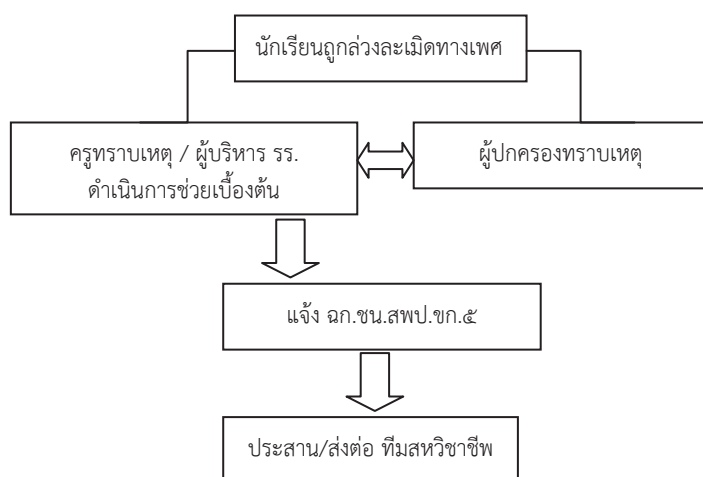 นักเรียนถูกล่วงละเมิดทางเพศ
ครูทราบเหตุ / ผู้บริหาร รร.
ดำเนินการช่วยเบื้องต้น
ผู้ปกครองทราบเหตุ
แจ้ง ฉก.ชน.สพป.ขก.๕
ประสาน/ส่งต่อ ทีมสหวิชาชีพ